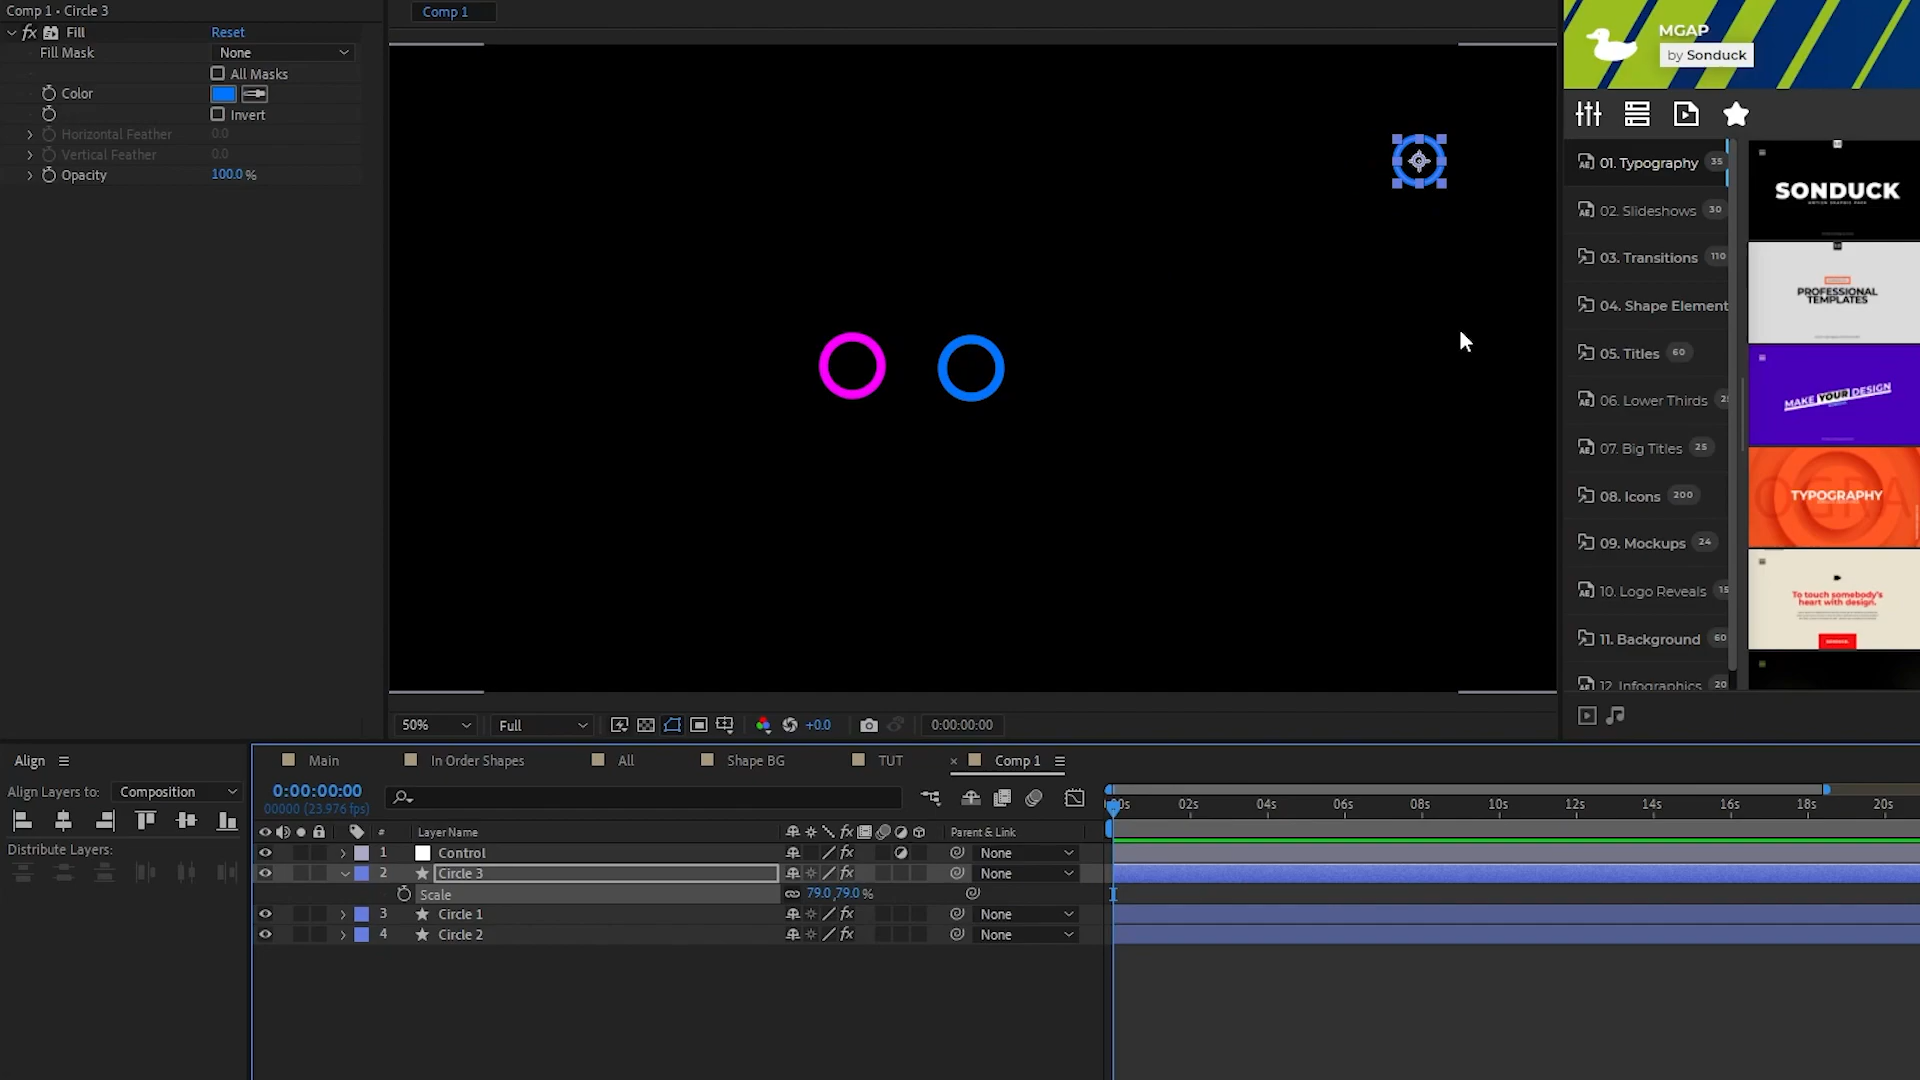 Comp 1 • Circle 3
fx Fill Reset
Fill Mask None
All Masks
Color
Invert
Horizontal Feather 0.0
Vertical Feather 0.0
Opacity 100.0 %
Comp 1
50% Full +0.0 0:00:00:00
MGAP
by Sonduck
01. Typography 35
02. Slideshows 30
03. Transitions 110
04. Shape Element
05. Titles 60
06. Lower Thirds
07. Big Titles 25
08. Icons 200
09. Mockups 24
10. Logo Reveals 15
11. Background 60
12. Infographics 20
SONDUCK
PROFESSIONAL
TEMPLATES
MAKE YOUR DESIGN
TYPOGRAPHY
To touch somebody's
heart with design.
Align
Align Layers to: Composition
Distribute Layers:
Main In Order Shapes All Shape BG TUT × Comp 1
0:00:00:00
00000 (23.976 fps)
# Layer Name fx Parent & Link
:00s 02s 04s 06s 08s 10s 12s 14s 16s 18s 20s
1 Control fx None
2 Circle 3 fx None
Scale 79.0,79.0 %
3 Circle 1 fx None
4 Circle 2 fx None